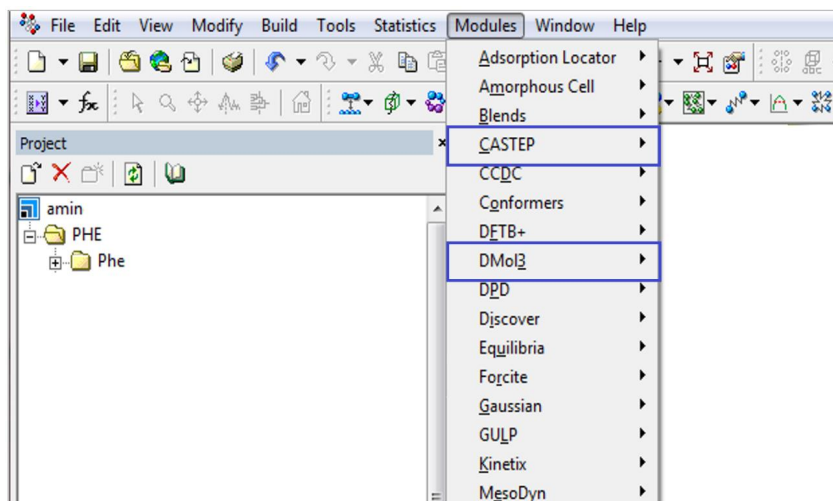 File Edit View Modify Build Tools Statistics Modules Window Help
Project
amin
PHE
Phe
Adsorption Locator
Amorphous Cell
Blends
CASTEP
CCDC
Conformers
DFTB+
DMol3
DPD
Discover
Equilibria
Forcite
Gaussian
GULP
Kinetix
MesoDyn